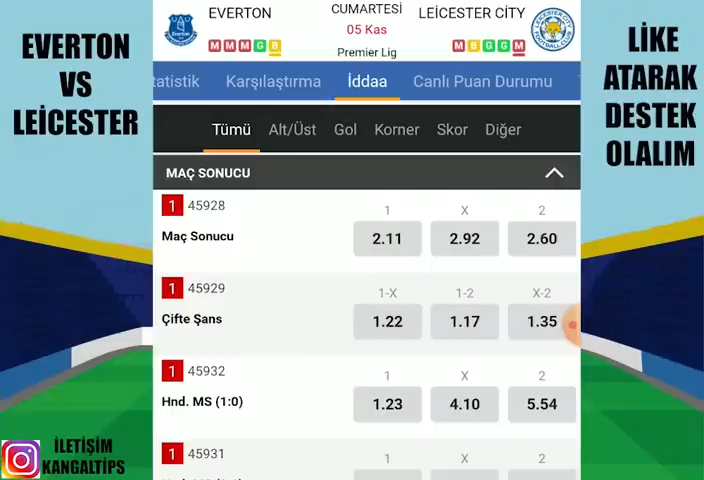 EVERTON
VS
LEİCESTER
EVERTON
M M M G B
CUMARTESİ
05 Kas
Premier Lig
LEİCESTER CITY
M B G G M
LİKE
ATARAK
DESTEK
OLALIM
tatistik Karşılaştırma İddaa Canlı Puan Durumu
Tümü Alt/Üst Gol Korner Skor Diğer
MAÇ SONUCU
1 45928
Maç Sonucu
1 X 2
2.11 2.92 2.60
1 45929
Çifte Şans
1-X 1-2 X-2
1.22 1.17 1.35
1 45932
Hnd. MS (1:0)
1 X 2
1.23 4.10 5.54
1 45931
1 X 2
İLETİŞİM
KANGALTİPS